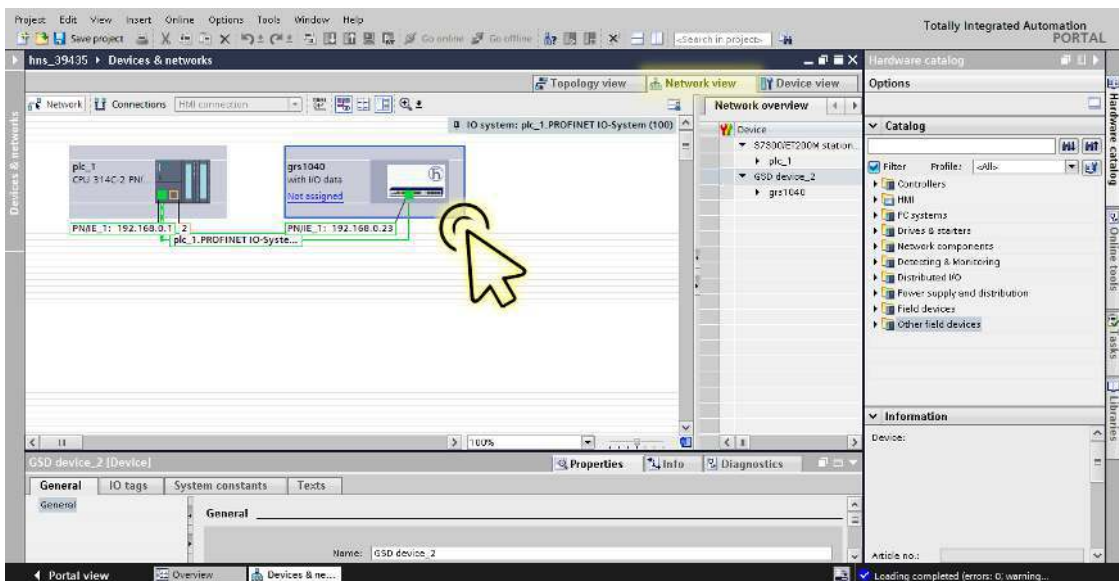 Project Edit View Insert Online Options Tools Window Help
Totally Integrated Automation
PORTAL
Save project
Go online
Go offline
<Search in project>
hns_39435 ▸ Devices & networks
Hardware catalog
Topology view
Network view
Device view
Options
Network
Connections
HMI connection
Network overview
IO system: plc_1.PROFINET IO-System (100)
Catalog
Device
S7300/ET200M station...
plc_1
GSD device_2
grs1040
Filter
Profile:
<All>
Controllers
HMI
PC systems
Drives & starters
Network components
Detecting & Monitoring
Distributed I/O
Power supply and distribution
Field devices
Other field devices
plc_1
CPU 314C-2 PN/...
grs1040
with I/O data
Not assigned
PN/IE_1: 192.168.0.1
2
PN/IE_1: 192.168.0.23
plc_1.PROFINET IO-Syste...
100%
Information
Device:
Article no.:
GSD device_2 [Device]
Properties
Info
Diagnostics
General
IO tags
System constants
Texts
General
General
Name:
GSD device_2
Devices & networks
Hardware catalog
Online tools
Tasks
Libraries
Portal view
Overview
Devices & ne...
Loading completed (errors: 0; warning...